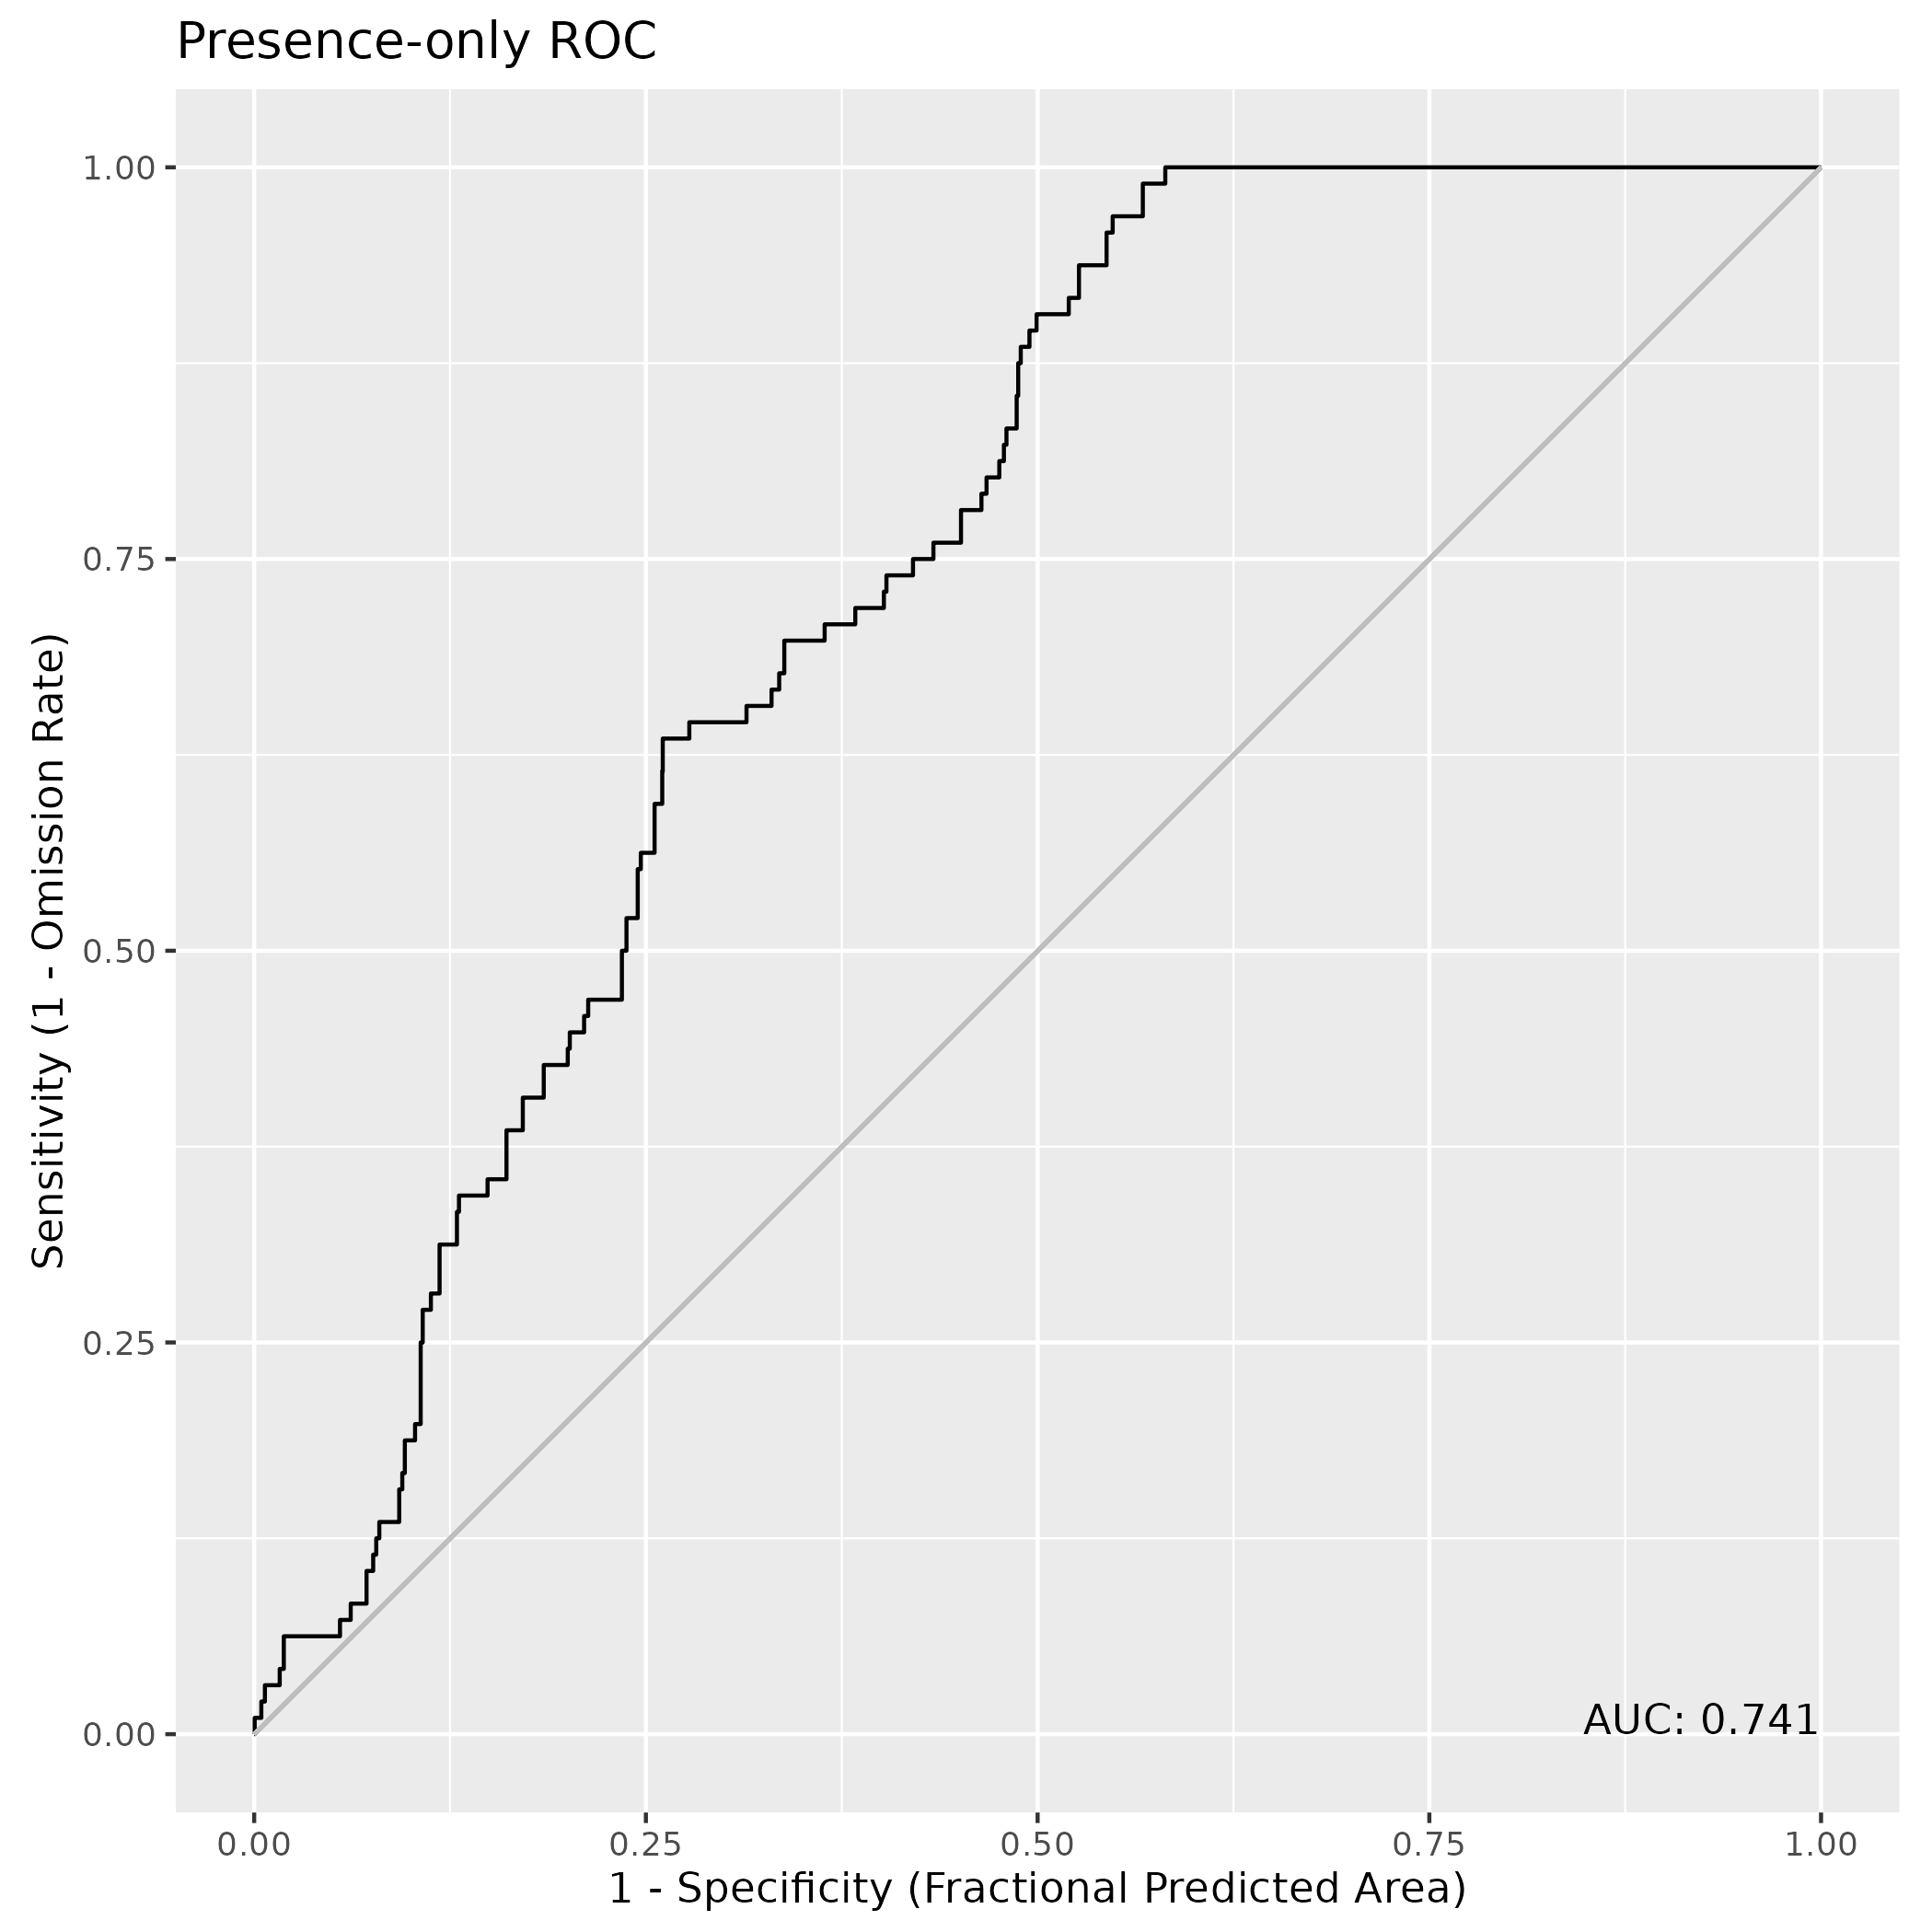 Presence-only ROC
1.00
0.75
0.50
0.25
0.00
Sensitivity (1 - Omission Rate)
AUC: 0.741
0.00 0.25 0.50 0.75 1.00
1 - Specificity (Fractional Predicted Area)